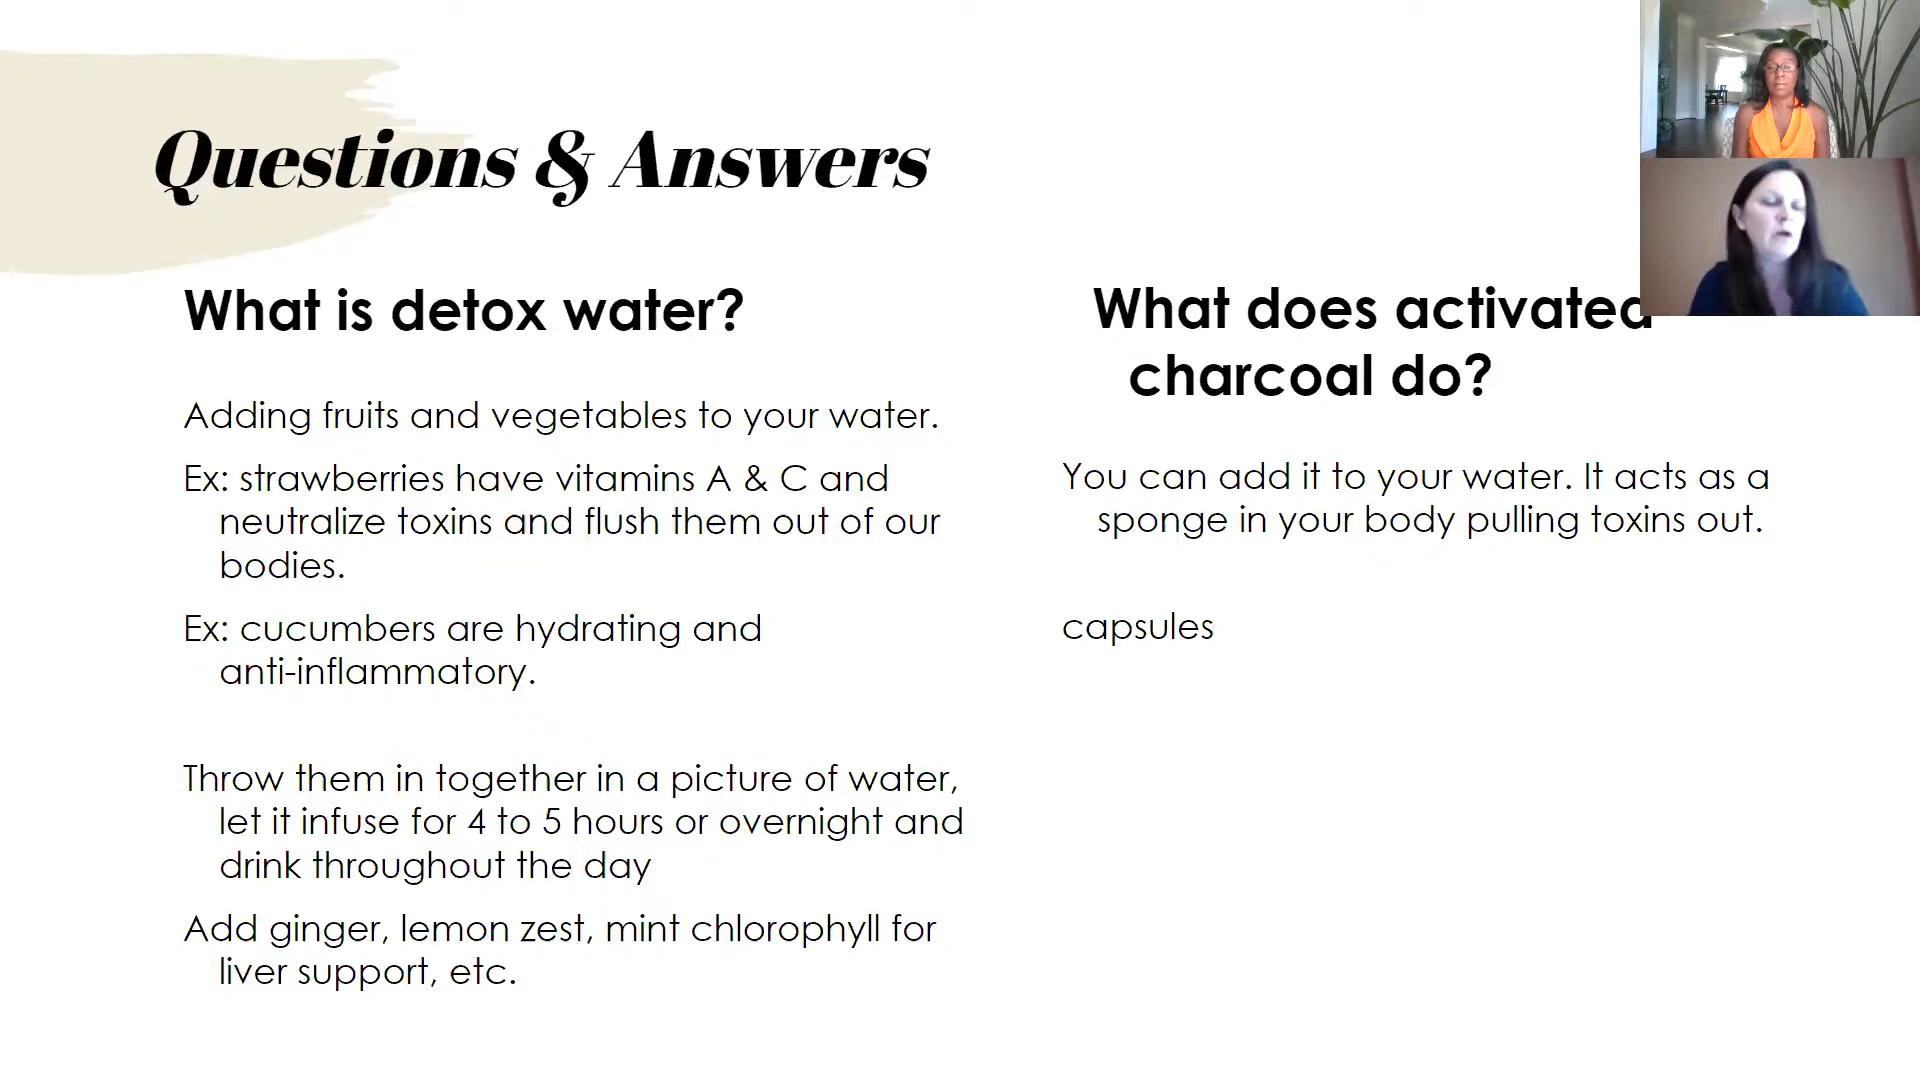 Questions & Answers
What is detox water?
Adding fruits and vegetables to your water.
Ex: strawberries have vitamins A & C and
neutralize toxins and flush them out of our
bodies.
Ex: cucumbers are hydrating and
anti-inflammatory.
Throw them in together in a picture of water,
let it infuse for 4 to 5 hours or overnight and
drink throughout the day
Add ginger, lemon zest, mint chlorophyll for
liver support, etc.
What does activated
charcoal do?
You can add it to your water. It acts as a
sponge in your body pulling toxins out.
capsules